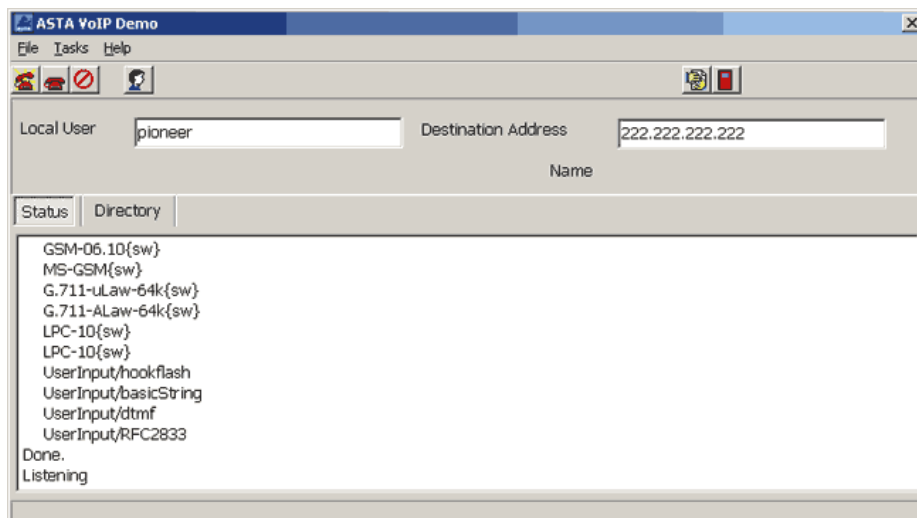 ASTA VoIP Demo
File Tasks Help
Local User pioneer Destination Address 222.222.222.222
Name
Status Directory
GSM-06.10{sw}
MS-GSM{sw}
G.711-uLaw-64k{sw}
G.711-ALaw-64k{sw}
LPC-10{sw}
LPC-10{sw}
UserInput/hookflash
UserInput/basicString
UserInput/dtmf
UserInput/RFC2833
Done.
Listening